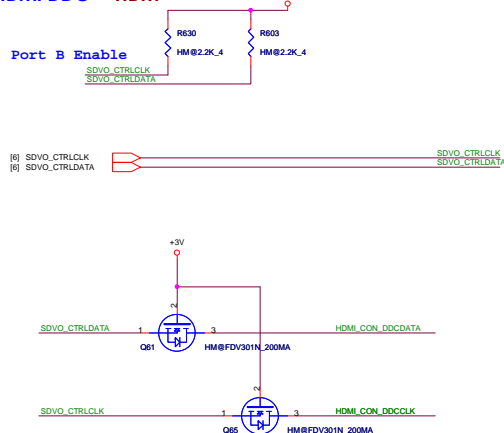 R630
R603
HM@2.2K_4
HM@2.2K_4
Port B Enable
SDVO_CTRLCLK
SDVO_CTRLDATA
[6] SDVO_CTRLCLK
SDVO_CTRLCLK
[6] SDVO_CTRLDATA
SDVO_CTRLDATA
+3V
2
SDVO_CTRLDATA
1
3
HDMI_CON_DDCDATA
Q61
HM@FDV301N_200MA
2
SDVO_CTRLCLK
1
3
HDMI_CON_DDCCLK
Q65
HM@FDV301N_200MA